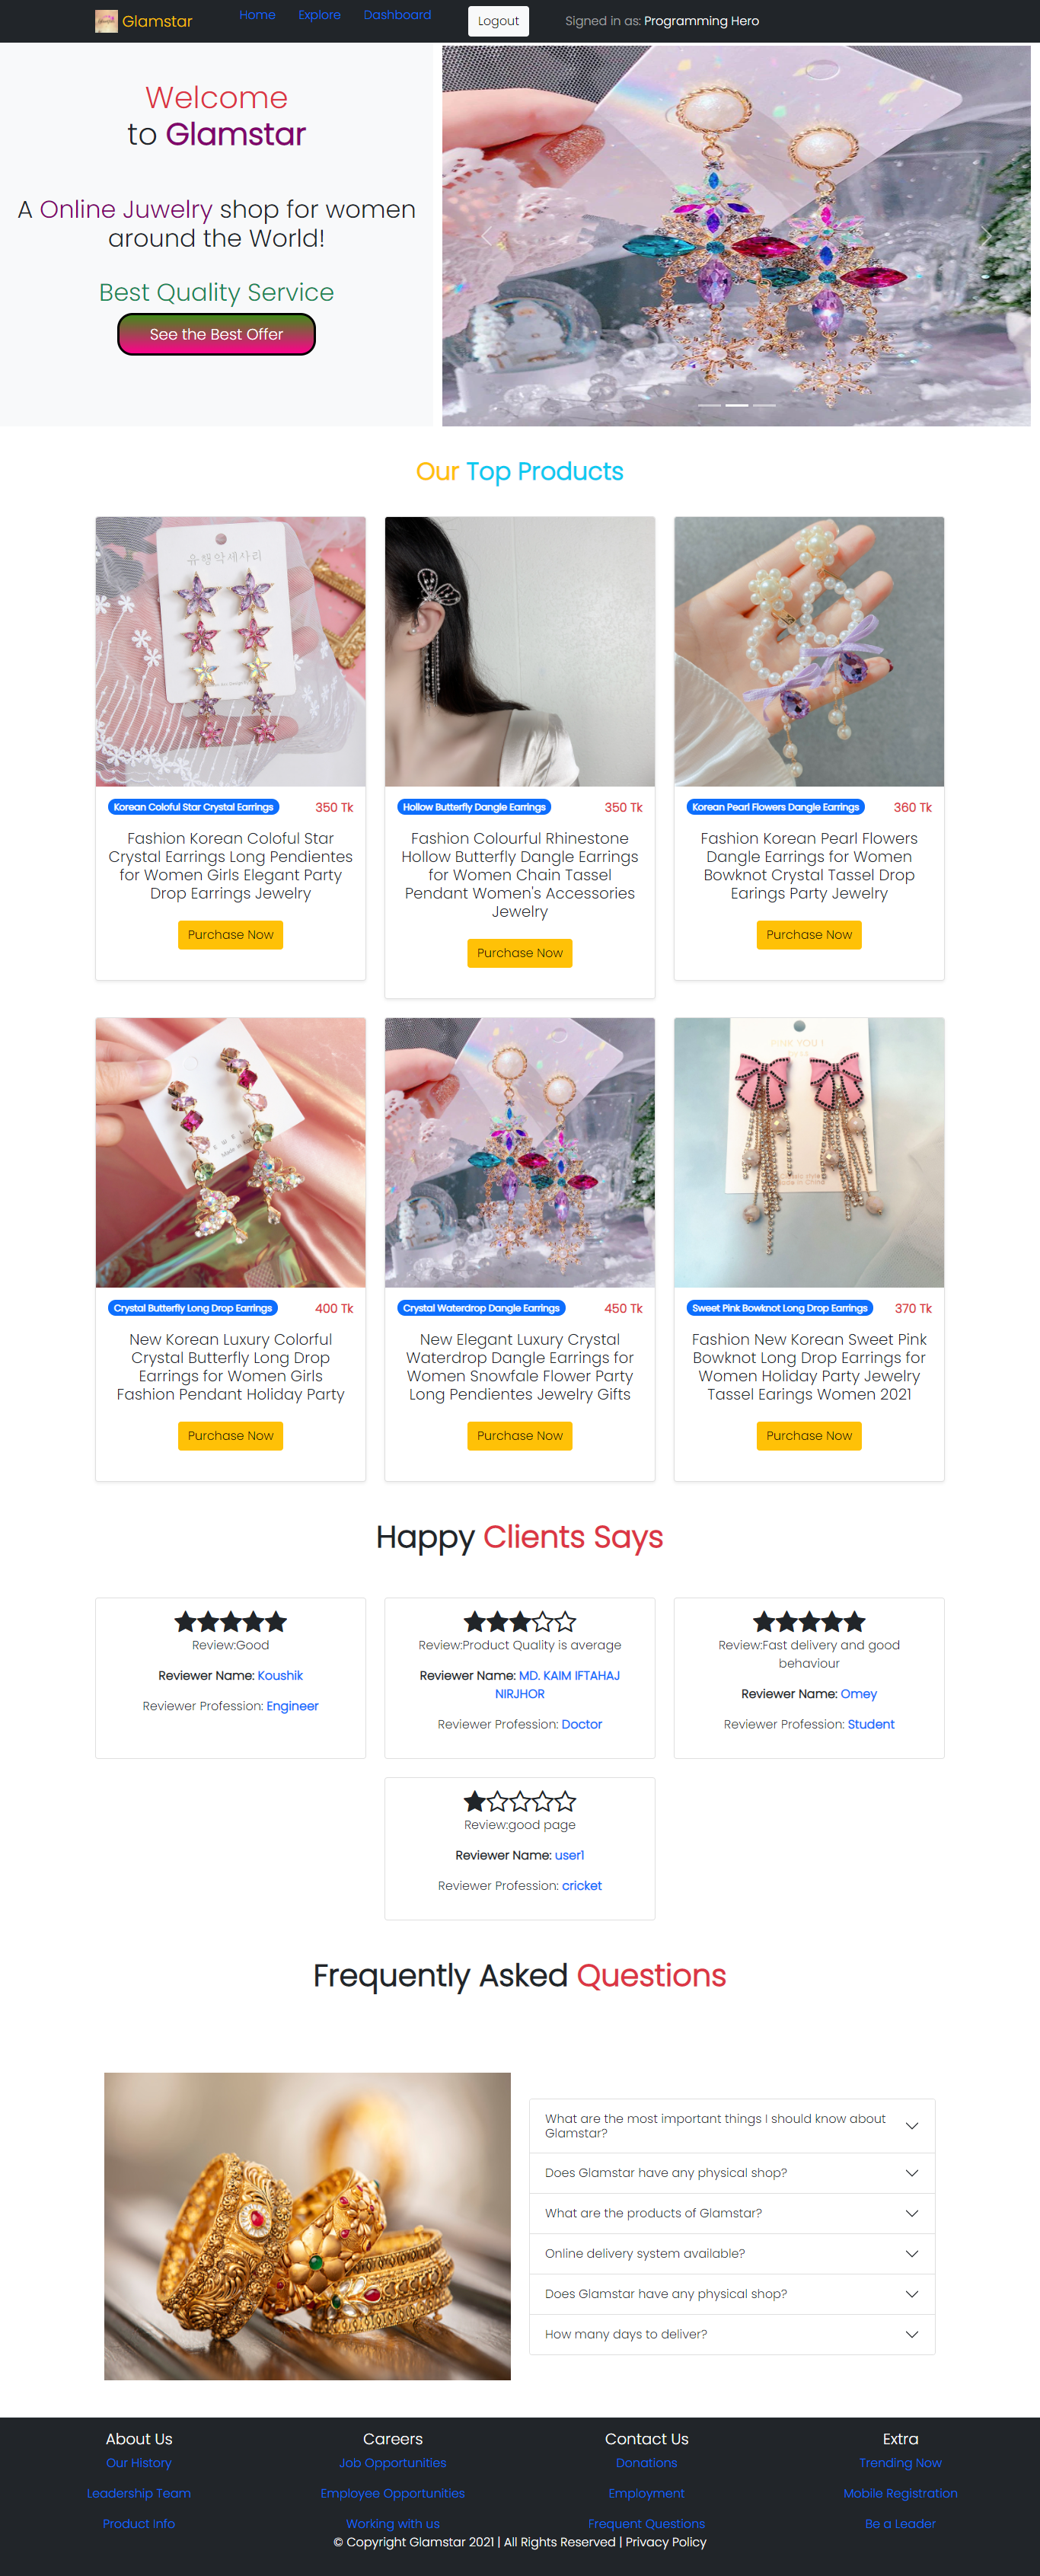 Glamstar
Home Explore Dashboard Logout Signed in as: Programming Hero
Welcome
to Glamstar
A Online Juwelry shop for women
around the World!
Best Quality Service
See the Best Offer
Our Top Products
유챌악세사리
Korean Coloful Star Crystal Earrings 350 Tk
Fashion Korean Coloful Star
Crystal Earrings Long Pendientes
for Women Girls Elegant Party
Drop Earrings Jewelry
Purchase Now
Hollow Butterfly Dangle Earrings 350 Tk
Fashion Colourful Rhinestone
Hollow Butterfly Dangle Earrings
for Women Chain Tassel
Pendant Women's Accessories
Jewelry
Purchase Now
Korean Pearl Flowers Dangle Earrings 360 Tk
Fashion Korean Pearl Flowers
Dangle Earrings for Women
Bowknot Crystal Tassel Drop
Earings Party Jewelry
Purchase Now
Crystal Butterfly Long Drop Earrings 400 Tk
New Korean Luxury Colorful
Crystal Butterfly Long Drop
Earrings for Women Girls
Fashion Pendant Holiday Party
Purchase Now
Crystal Waterdrop Dangle Earrings 450 Tk
New Elegant Luxury Crystal
Waterdrop Dangle Earrings for
Women Snowfale Flower Party
Long Pendientes Jewelry Gifts
Purchase Now
PINK YOU !
Made in China
Sweet Pink Bowknot Long Drop Earrings 370 Tk
Fashion New Korean Sweet Pink
Bowknot Long Drop Earrings for
Women Holiday Party Jewelry
Tassel Earings Women 2021
Purchase Now
Happy Clients Says
Review:Good
Reviewer Name: Koushik
Reviewer Profession: Engineer
Review:Product Quality is average
Reviewer Name: MD. KAIM IFTAHAJ
NIRJHOR
Reviewer Profession: Doctor
Review:Fast delivery and good
behaviour
Reviewer Name: Omey
Reviewer Profession: Student
Review:good page
Reviewer Name: user1
Reviewer Profession: cricket
Frequently Asked Questions
What are the most important things I should know about
Glamstar?
Does Glamstar have any physical shop?
What are the products of Glamstar?
Online delivery system available?
Does Glamstar have any physical shop?
How many days to deliver?
About Us Careers Contact Us Extra
Our History Job Opportunities Donations Trending Now
Leadership Team Employee Opportunities Employment Mobile Registration
Product Info Working with us Frequent Questions Be a Leader
© Copyright Glamstar 2021 | All Rights Reserved | Privacy Policy